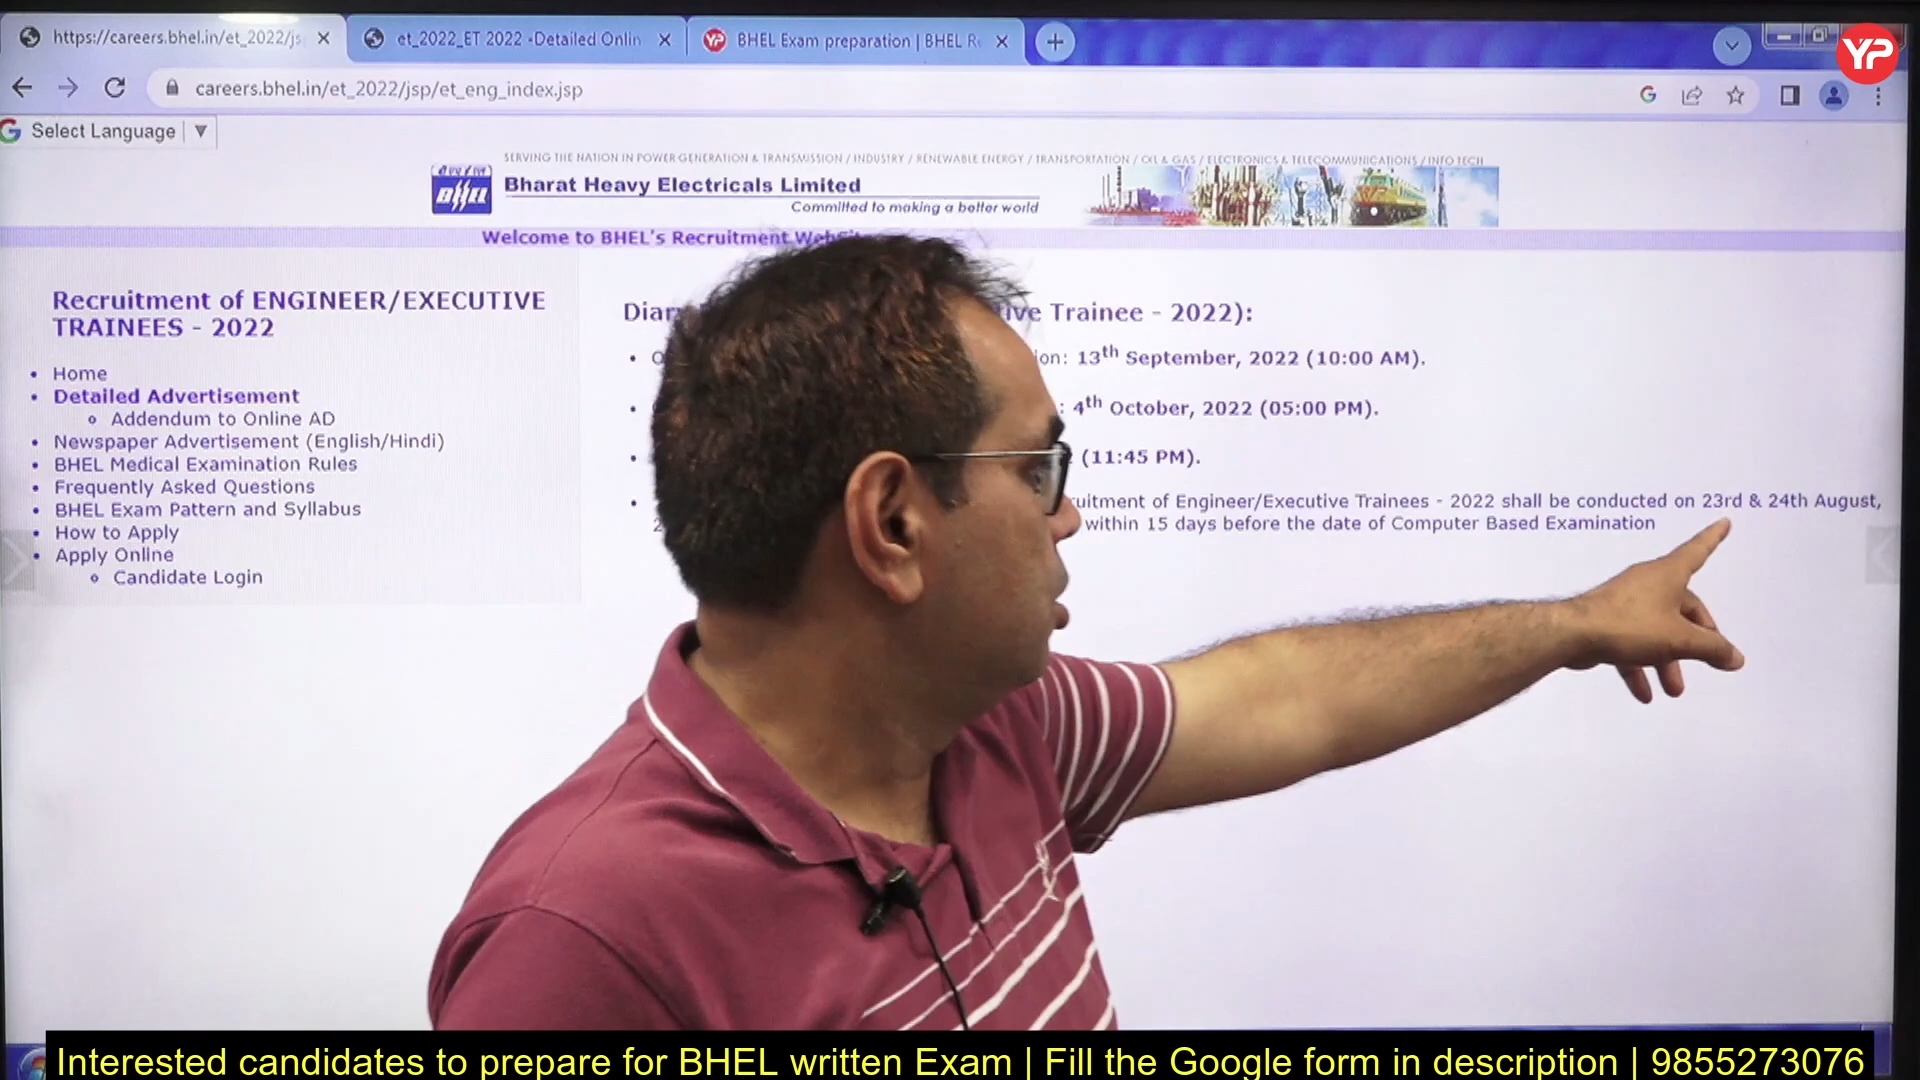 https://careers.bhel.in/et_2022/js
et_2022_ET 2022 -Detailed Onlin
YP BHEL Exam preparation | BHEL R
YP
careers.bhel.in/et_2022/jsp/et_eng_index.jsp
Select Language
SERVING THE NATION IN POWER GENERATION & TRANSMISSION / INDUSTRY / RENEWABLE ENERGY / TRANSPORTATION / OIL & GAS / ELECTRONICS & TELECOMMUNICATIONS / INFO TECH
Bharat Heavy Electricals Limited
BHEL
Committed to making a better world
Welcome to BHEL's Recruitment
Recruitment of ENGINEER/EXECUTIVE
TRAINEES - 2022
Home
Detailed Advertisement
Addendum to Online AD
Newspaper Advertisement (English/Hindi)
BHEL Medical Examination Rules
Frequently Asked Questions
BHEL Exam Pattern and Syllabus
How to Apply
Apply Online
Candidate Login
Trainee - 2022):
13th September, 2022 (10:00 AM).
: 4th October, 2022 (05:00 PM).
(11:45 PM).
ruitment of Engineer/Executive Trainees - 2022 shall be conducted on 23rd & 24th August,
within 15 days before the date of Computer Based Examination
Interested candidates to prepare for BHEL written Exam | Fill the Google form in description | 9855273076